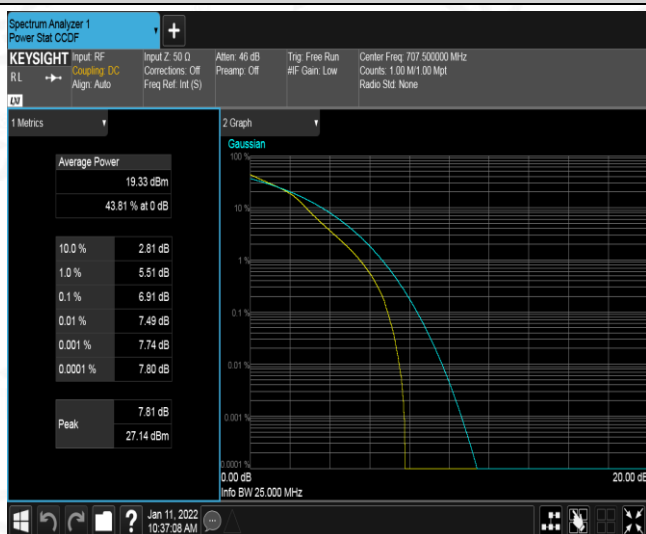 Spectrum Analyzer 1
Power Stat CCDF
+
KEYSIGHT
R L
LXI
Input: RF
Coupling: DC
Align: Auto
Input Z: 50 Ω
Corrections: Off
Freq Ref: Int (S)
Atten: 46 dB
Preamp: Off
Trig: Free Run
#IF Gain: Low
Center Freq: 707.500000 MHz
Counts: 1.00 M/1.00 Mpt
Radio Std: None
1 Metrics
Average Power
19.33 dBm
43.81 % at 0 dB
10.0 % 2.81 dB
1.0 % 5.51 dB
0.1 % 6.91 dB
0.01 % 7.49 dB
0.001 % 7.74 dB
0.0001 % 7.80 dB
Peak
7.81 dB
27.14 dBm
2 Graph
Gaussian
100 %
10 %
1 %
0.1 %
0.01 %
0.001 %
0.0001 %
0.00 dB
20.00 dB
Info BW 25.000 MHz
?
Jan 11, 2022
10:37:08 AM